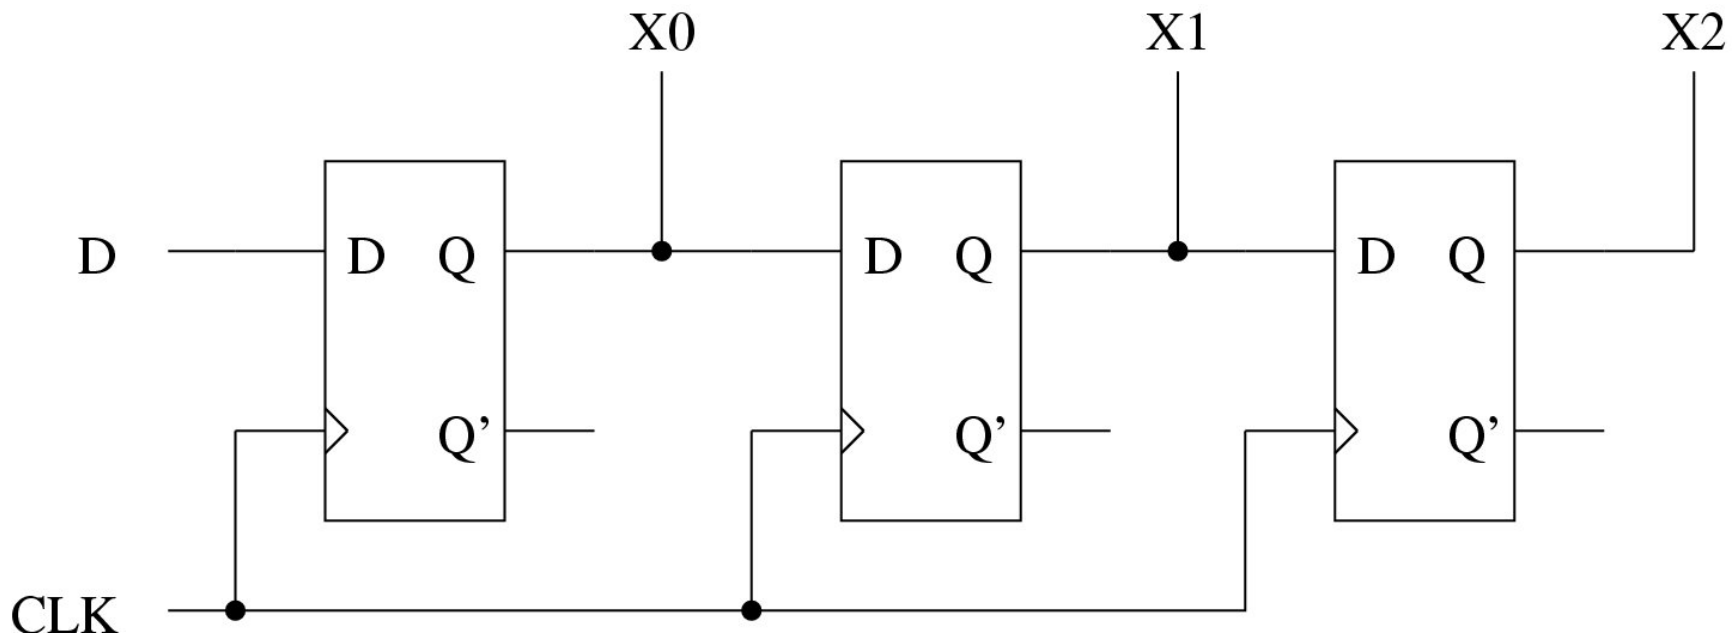 X0 X1 X2
D D Q D Q D Q
Q’ Q’ Q’
CLK